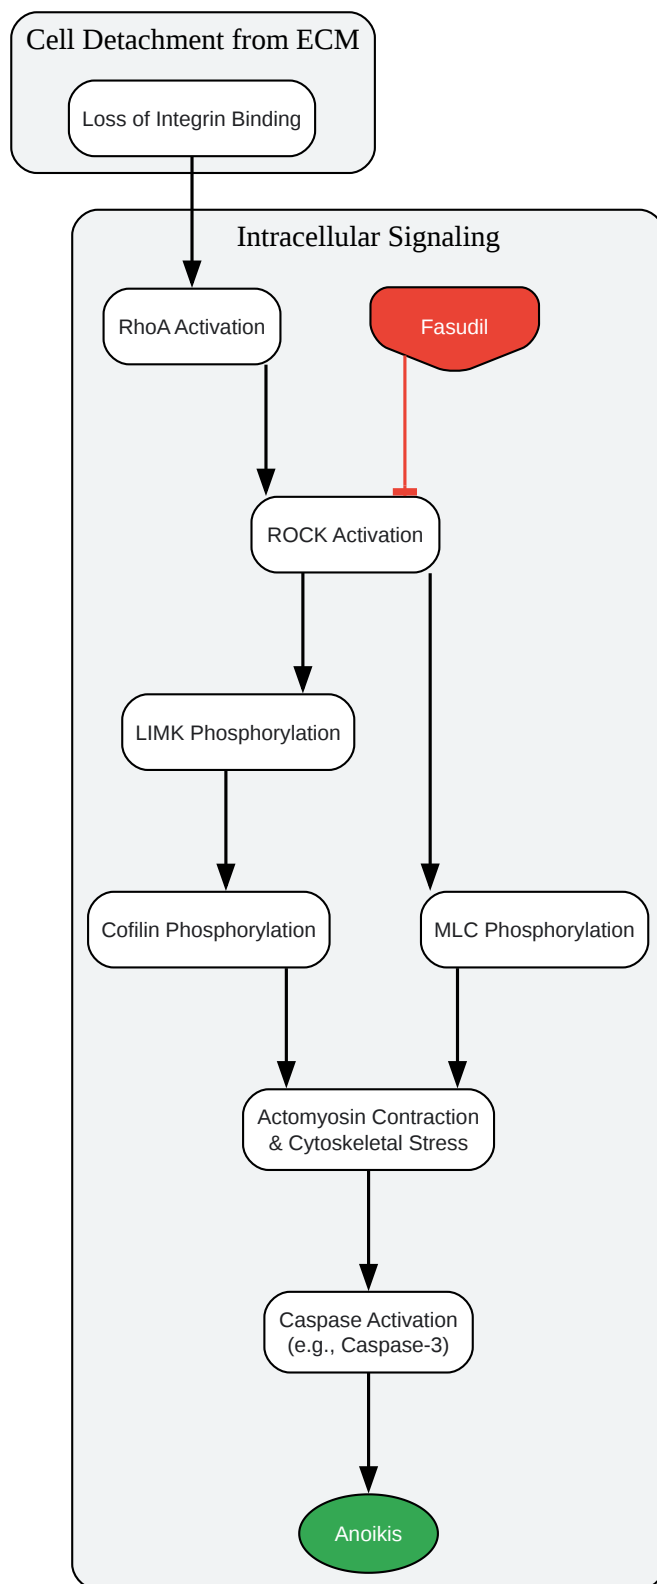 Cell Detachment from ECM
Loss of Integrin Binding
Intracellular Signaling
RhoA Activation
Fasudil
ROCK Activation
LIMK Phosphorylation
Cofilin Phosphorylation
MLC Phosphorylation
Actomyosin Contraction
& Cytoskeletal Stress
Caspase Activation
(e.g., Caspase-3)
Anoikis